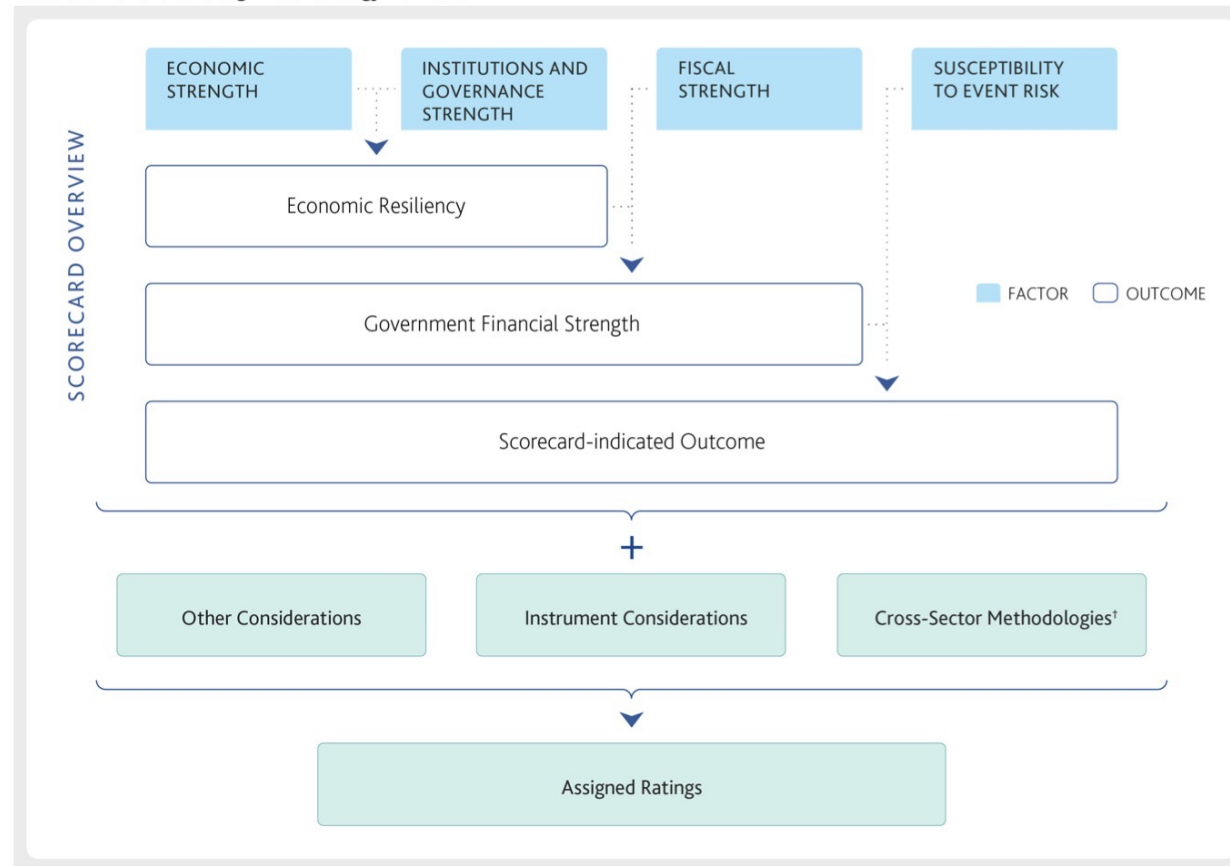 ECONOMIC
STRENGTH
INSTITUTIONS AND
GOVERNANCE
STRENGTH
FISCAL
STRENGTH
SUSCEPTIBILITY
TO EVENT RISK
SCORECARD OVERVIEW
Economic Resiliency
Government Financial Strength
FACTOR
OUTCOME
Scorecard-indicated Outcome
+
Other Considerations
Instrument Considerations
Cross-Sector Methodologies†
Assigned Ratings